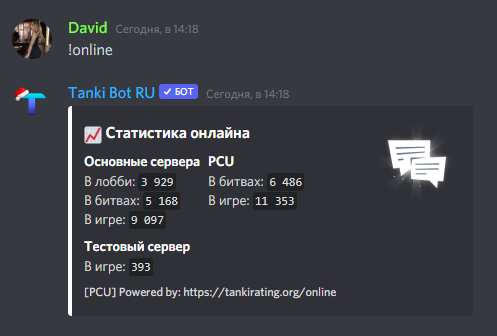 David Сегодня, в 14:18
!online
Tanki Bot RU БОТ Сегодня, в 14:18
Статистика онлайна
Основные сервера PCU
В лобби: 3 929 В битвах: 6 486
В битвах: 5 168 В игре: 11 353
В игре: 9 097
Тестовый сервер
В игре: 393
[PCU] Powered by: https://tankirating.org/online